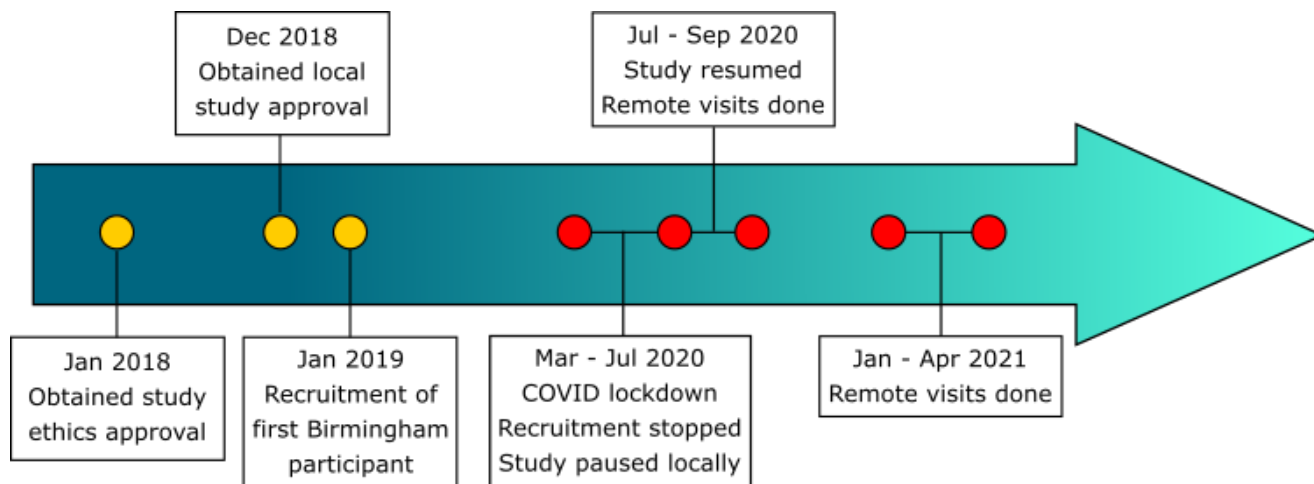 Dec 2018
Obtained local
study approval
Jul - Sep 2020
Study resumed
Remote visits done
Jan 2018
Obtained study
ethics approval
Jan 2019
Recruitment of
first Birmingham
participant
Mar - Jul 2020
COVID lockdown
Recruitment stopped
Study paused locally
Jan - Apr 2021
Remote visits done